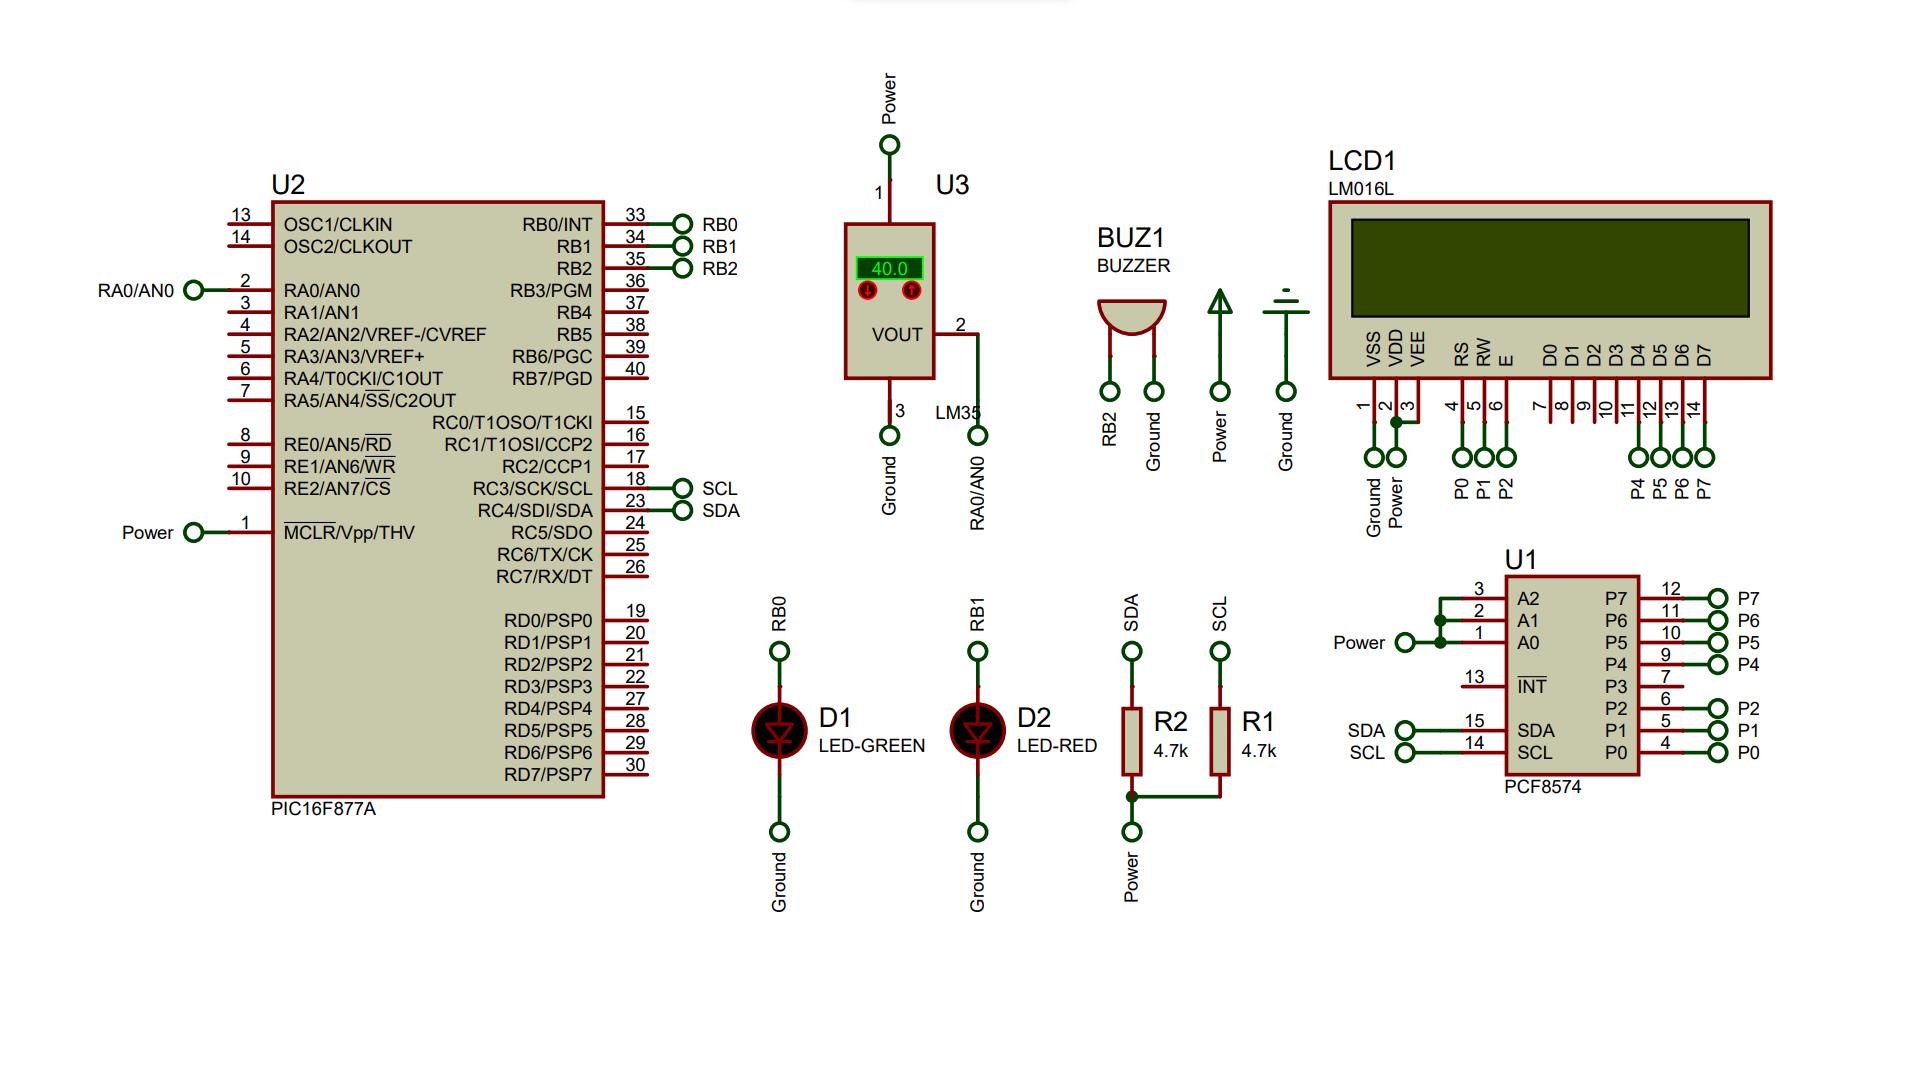 U2
13 OSC1/CLKIN
14 OSC2/CLKOUT
RA0/AN0 2 RA0/AN0
3 RA1/AN1
4 RA2/AN2/VREF-/CVREF
5 RA3/AN3/VREF+
6 RA4/T0CKI/C1OUT
7 RA5/AN4/SS/C2OUT
8 RE0/AN5/RD
9 RE1/AN6/WR
10 RE2/AN7/CS
Power 1 MCLR/Vpp/THV
RB0/INT 33 RB0
RB1 34 RB1
RB2 35 RB2
RB3/PGM 36
RB4 37
RB5 38
RB6/PGC 39
RB7/PGD 40
RC0/T1OSO/T1CKI 15
RC1/T1OSI/CCP2 16
RC2/CCP1 17
RC3/SCK/SCL 18 SCL
RC4/SDI/SDA 23 SDA
RC5/SDO 24
RC6/TX/CK 25
RC7/RX/DT 26
RD0/PSP0 19
RD1/PSP1 20
RD2/PSP2 21
RD3/PSP3 22
RD4/PSP4 27
RD5/PSP5 28
RD6/PSP6 29
RD7/PSP7 30
PIC16F877A
Power
1
U3
40.0
VOUT 2
3
LM35
Ground
RA0/AN0
BUZ1
BUZZER
RB2
Ground
Power
Ground
LCD1
LM016L
VSS VDD VEE RS RW E D0 D1 D2 D3 D4 D5 D6 D7
1 2 3 4 5 6 7 8 9 10 11 12 13 14
Ground Power P0 P1 P2 P4 P5 P6 P7
RB0
D1
LED-GREEN
Ground
RB1
D2
LED-RED
Ground
SDA
R2
4.7k
SCL
R1
4.7k
Power
U1
3 A2
2 A1
Power 1 A0
13 INT
SDA 15 SDA
SCL 14 SCL
P7 12 P7
P6 11 P6
P5 10 P5
P4 9 P4
P3 7
P2 6 P2
P1 5 P1
P0 4 P0
PCF8574